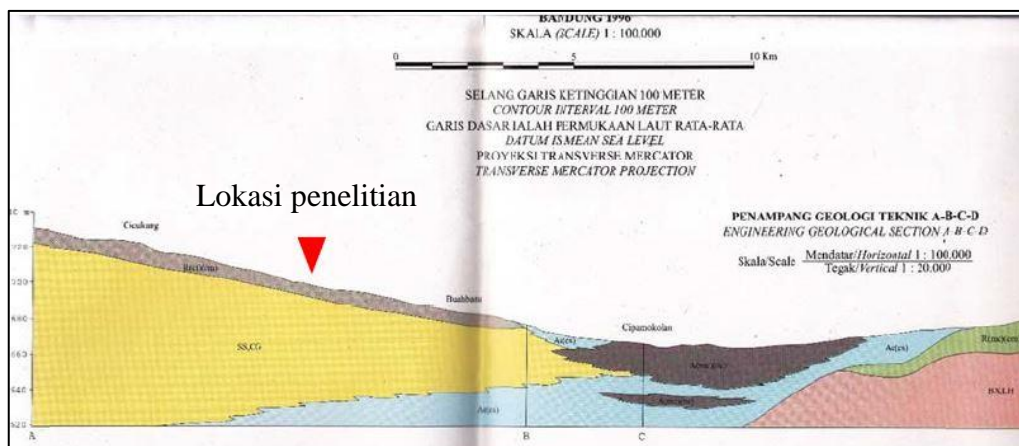 BANDUNG 1996
SKALA (SCALE) 1 : 100.000
0 5 10 Km
SELANG GARIS KETINGGIAN 100 METER
CONTOUR INTERVAL 100 METER
GARIS DASAR IALAH PERMUKAAN LAUT RATA-RATA
DATUM IS MEAN SEA LEVEL
PROYEKSI TRANSVERSE MERCATOR
TRANSVERSE MERCATOR PROJECTION
Lokasi penelitian
PENAMPANG GEOLOGI TEKNIK A-B-C-D
ENGINEERING GEOLOGICAL SECTION A-B-C-D
Skala/Scale Mendatar/Horizontal 1 : 100.000
Tegak/Vertical 1 : 20.000
Buahbatu
Cipamokolan
SS,CG
A B C